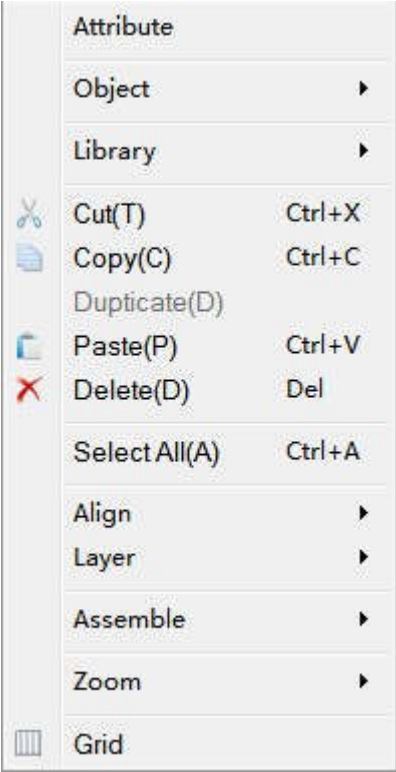 Attribute
Object
Library
Cut(T) Ctrl+X
Copy(C) Ctrl+C
Dupticate(D)
Paste(P) Ctrl+V
Delete(D) Del
Select All(A) Ctrl+A
Align
Layer
Assemble
Zoom
Grid